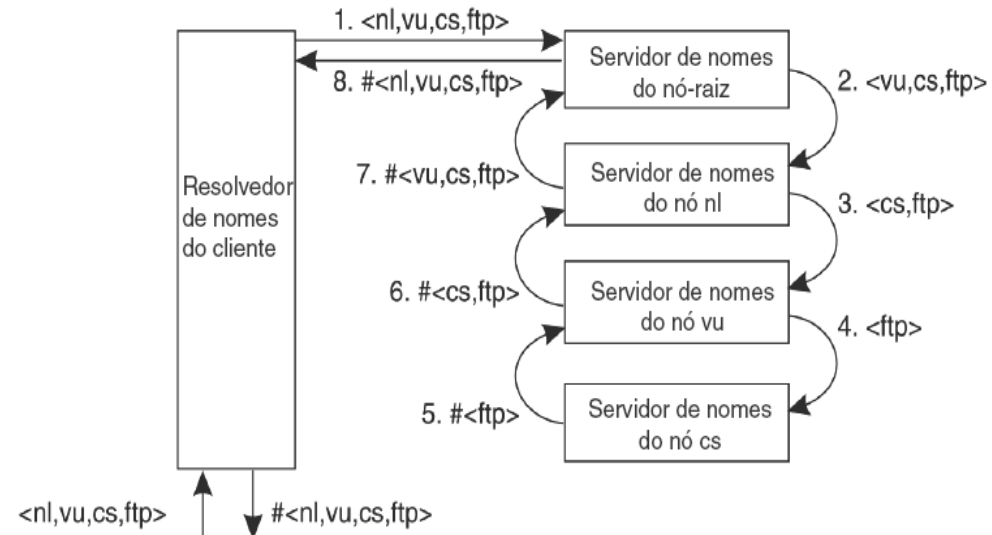 1. <nl,vu,cs,ftp>
8. #<nl,vu,cs,ftp>
Servidor de nomes
do nó-raiz
2. <vu,cs,ftp>
7. #<vu,cs,ftp>
Servidor de nomes
do nó nl
3. <cs,ftp>
Resolvedor
de nomes
do cliente
6. #<cs,ftp>
Servidor de nomes
do nó vu
4. <ftp>
5. #<ftp>
Servidor de nomes
do nó cs
<nl,vu,cs,ftp>
#<nl,vu,cs,ftp>